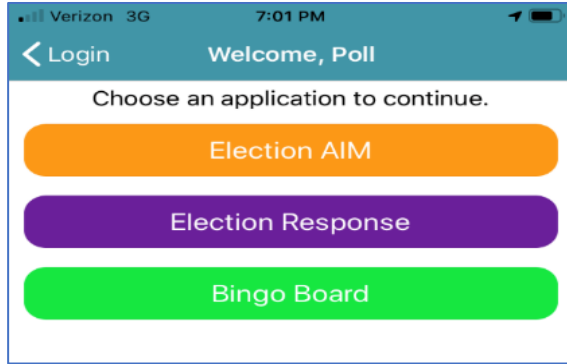 Verizon 3G 7:01 PM
Login Welcome, Poll
Choose an application to continue.
Election AIM
Election Response
Bingo Board